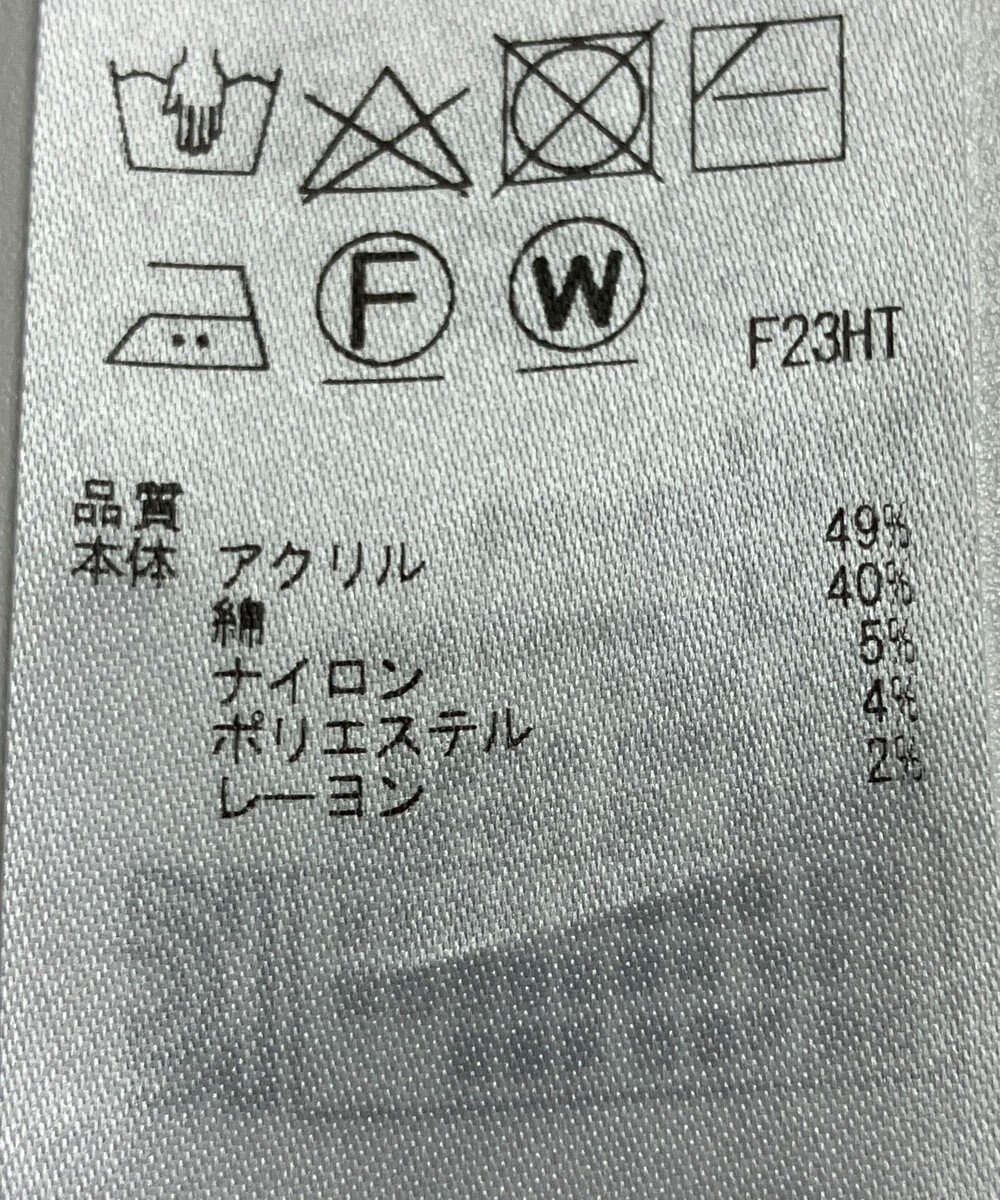 F W F23HT
品質
本体 アクリル 49%
綿 40%
ナイロン 5%
ポリエステル 4%
レーヨン 2%